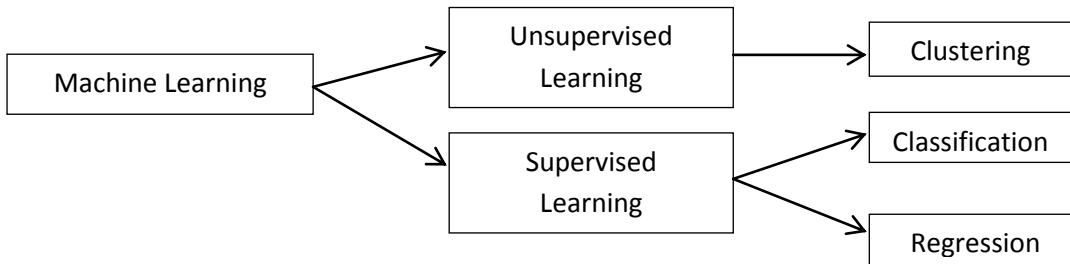 Machine Learning
Unsupervised
Learning
Clustering
Supervised
Learning
Classification
Regression